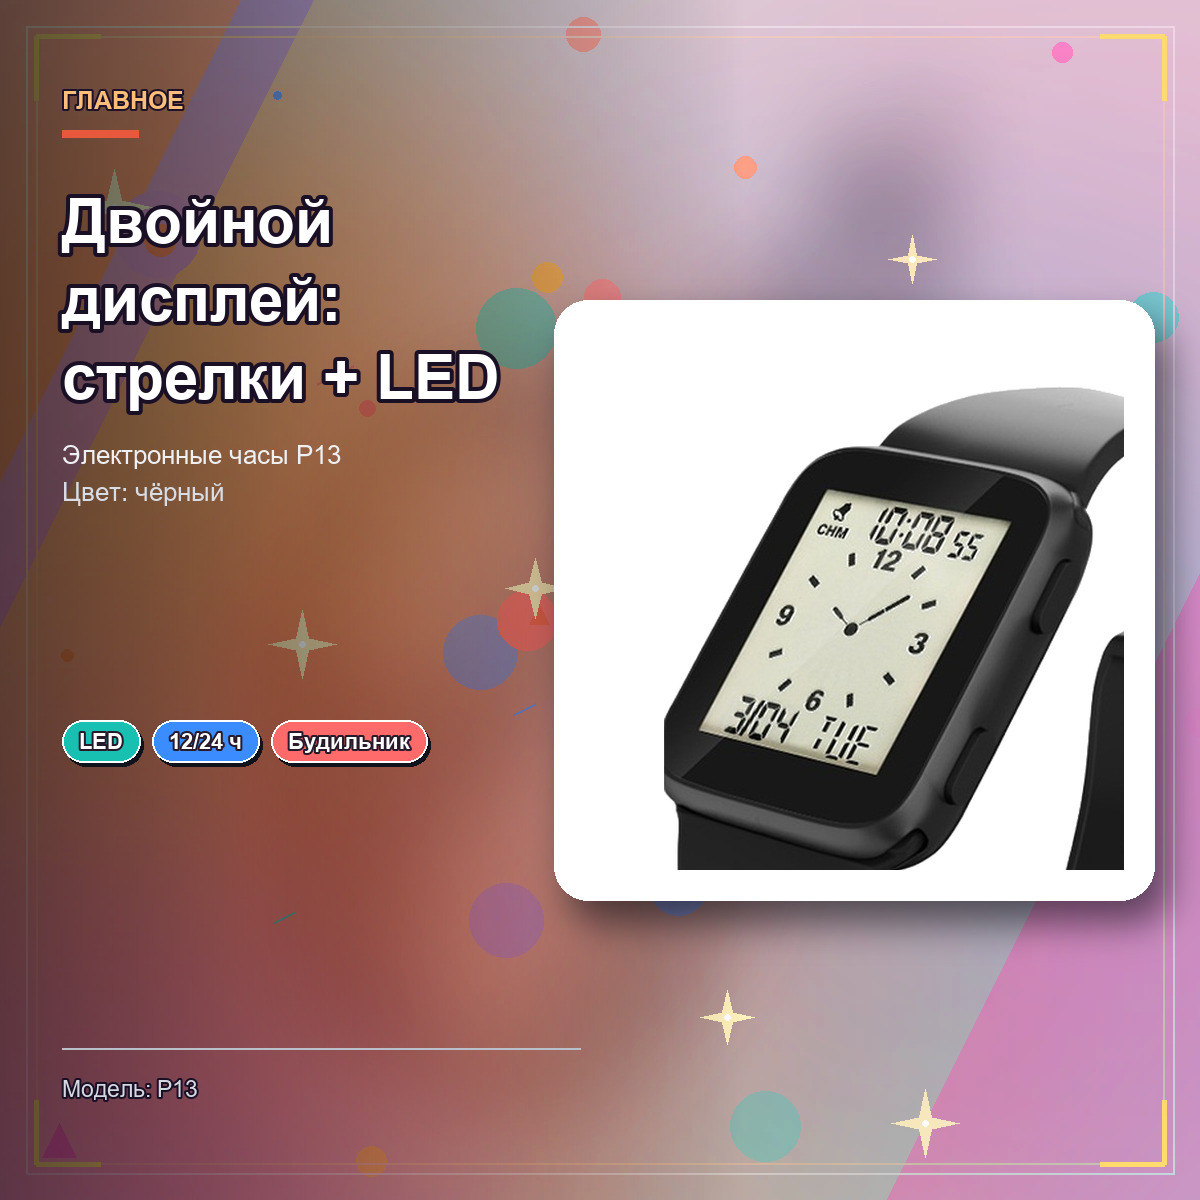 ГЛАВНОЕ
Двойной
дисплей:
стрелки + LED
Электронные часы P13
Цвет: чёрный
LED
12/24 ч
Будильник
CHM
10:08 55
12
9
3
6
3/04 TUE
Модель: P13